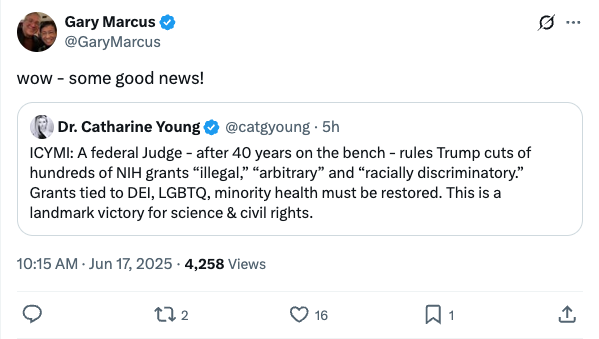 Gary Marcus
@GaryMarcus
wow - some good news!
Dr. Catharine Young @catgyoung · 5h
ICYMI: A federal Judge - after 40 years on the bench - rules Trump cuts of
hundreds of NIH grants “illegal,” “arbitrary” and “racially discriminatory.”
Grants tied to DEI, LGBTQ, minority health must be restored. This is a
landmark victory for science & civil rights.
10:15 AM · Jun 17, 2025 · 4,258 Views
2 16 1